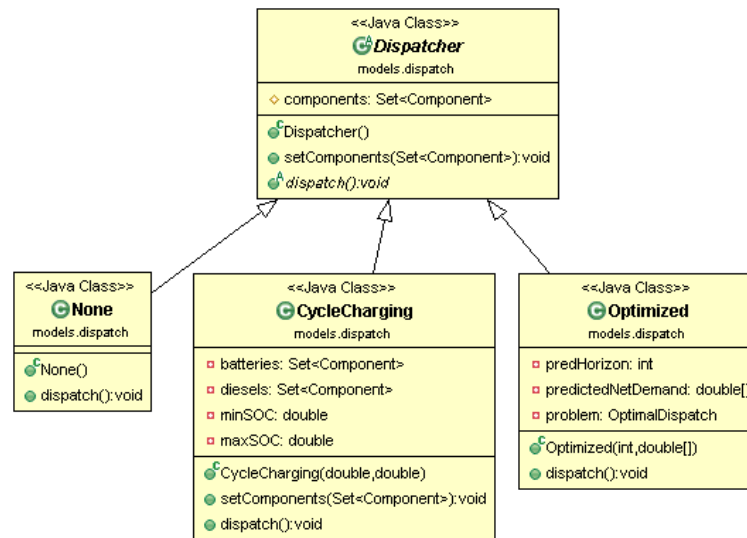 <<Java Class>>
Dispatcher
models.dispatch
components: Set<Component>
Dispatcher()
setComponents(Set<Component>):void
dispatch():void
<<Java Class>>
None
models.dispatch
None()
dispatch():void
<<Java Class>>
CycleCharging
models.dispatch
batteries: Set<Component>
diesels: Set<Component>
minSOC: double
maxSOC: double
CycleCharging(double,double)
setComponents(Set<Component>):void
dispatch():void
<<Java Class>>
Optimized
models.dispatch
predHorizon: int
predictedNetDemand: double[]
problem: OptimalDispatch
Optimized(int,double[])
dispatch():void